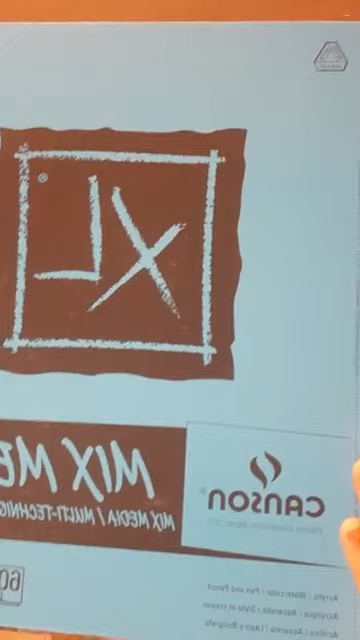 XL
®
CANSON®
MIX ME
MIX MEDIA / MULTI-TECHNIQ
Acrylic | Watercolor | Pen and Pencil
Acrylique | Aquarelle | Stylo et crayon
Acrílico | Acuarela | Lápiz y Bolígrafo
60